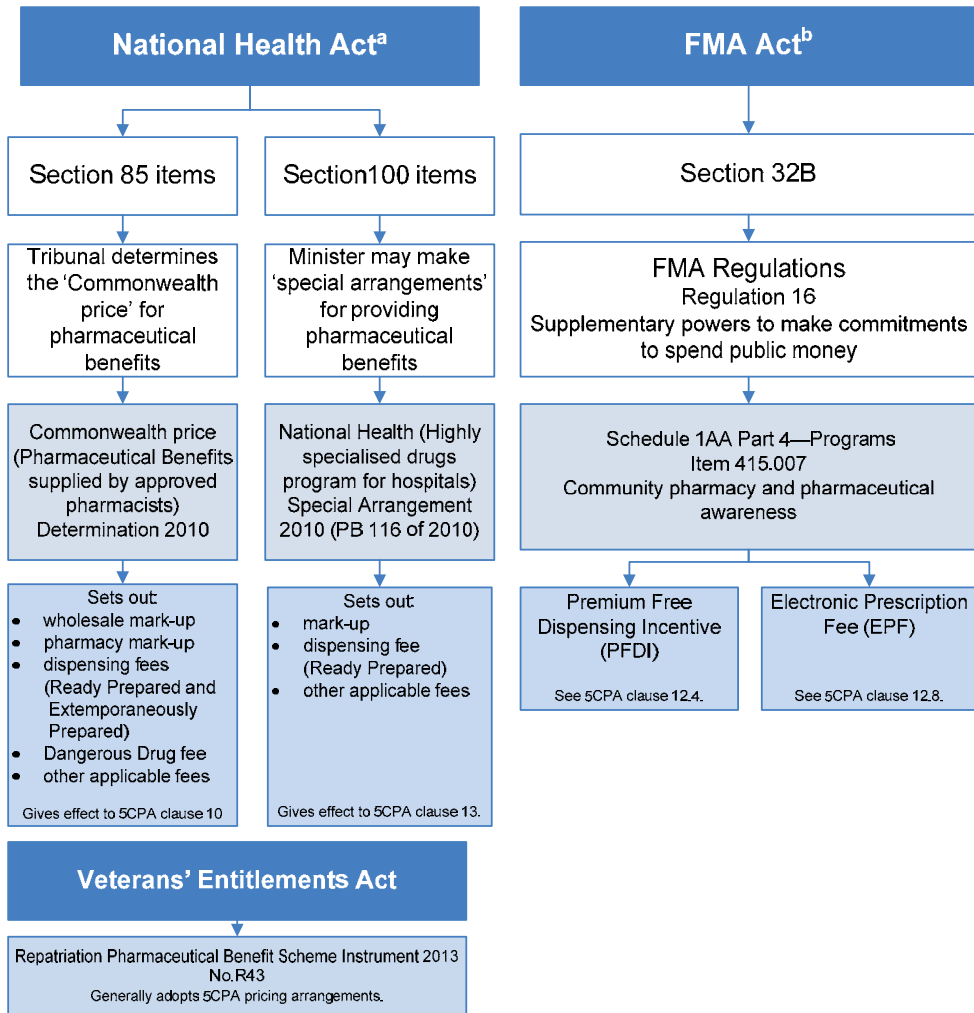 National Health Actᵃ
Section 85 items
Section100 items
Tribunal determines
the ‘Commonwealth
price’ for
pharmaceutical
benefits
Minister may make
‘special arrangements’
for providing
pharmaceutical
benefits
Commonwealth price
(Pharmaceutical Benefits
supplied by approved
pharmacists)
Determination 2010
National Health (Highly
specialised drugs
program for hospitals)
Special Arrangement
2010 (PB 116 of 2010)
Sets out:
• wholesale mark-up
• pharmacy mark-up
• dispensing fees
(Ready Prepared and
Extemporaneously
Prepared)
• Dangerous Drug fee
• other applicable fees
Gives effect to 5CPA clause 10
Sets out:
• mark-up
• dispensing fee
(Ready Prepared)
• other applicable fees
Gives effect to 5CPA clause 13.
FMA Actᵇ
Section 32B
FMA Regulations
Regulation 16
Supplementary powers to make commitments
to spend public money
Schedule 1AA Part 4—Programs
Item 415.007
Community pharmacy and pharmaceutical
awareness
Premium Free
Dispensing Incentive
(PFDI)
See 5CPA clause 12.4.
Electronic Prescription
Fee (EPF)
See 5CPA clause 12.8.
Veterans’ Entitlements Act
Repatriation Pharmaceutical Benefit Scheme Instrument 2013
No.R43
Generally adopts 5CPA pricing arrangements.